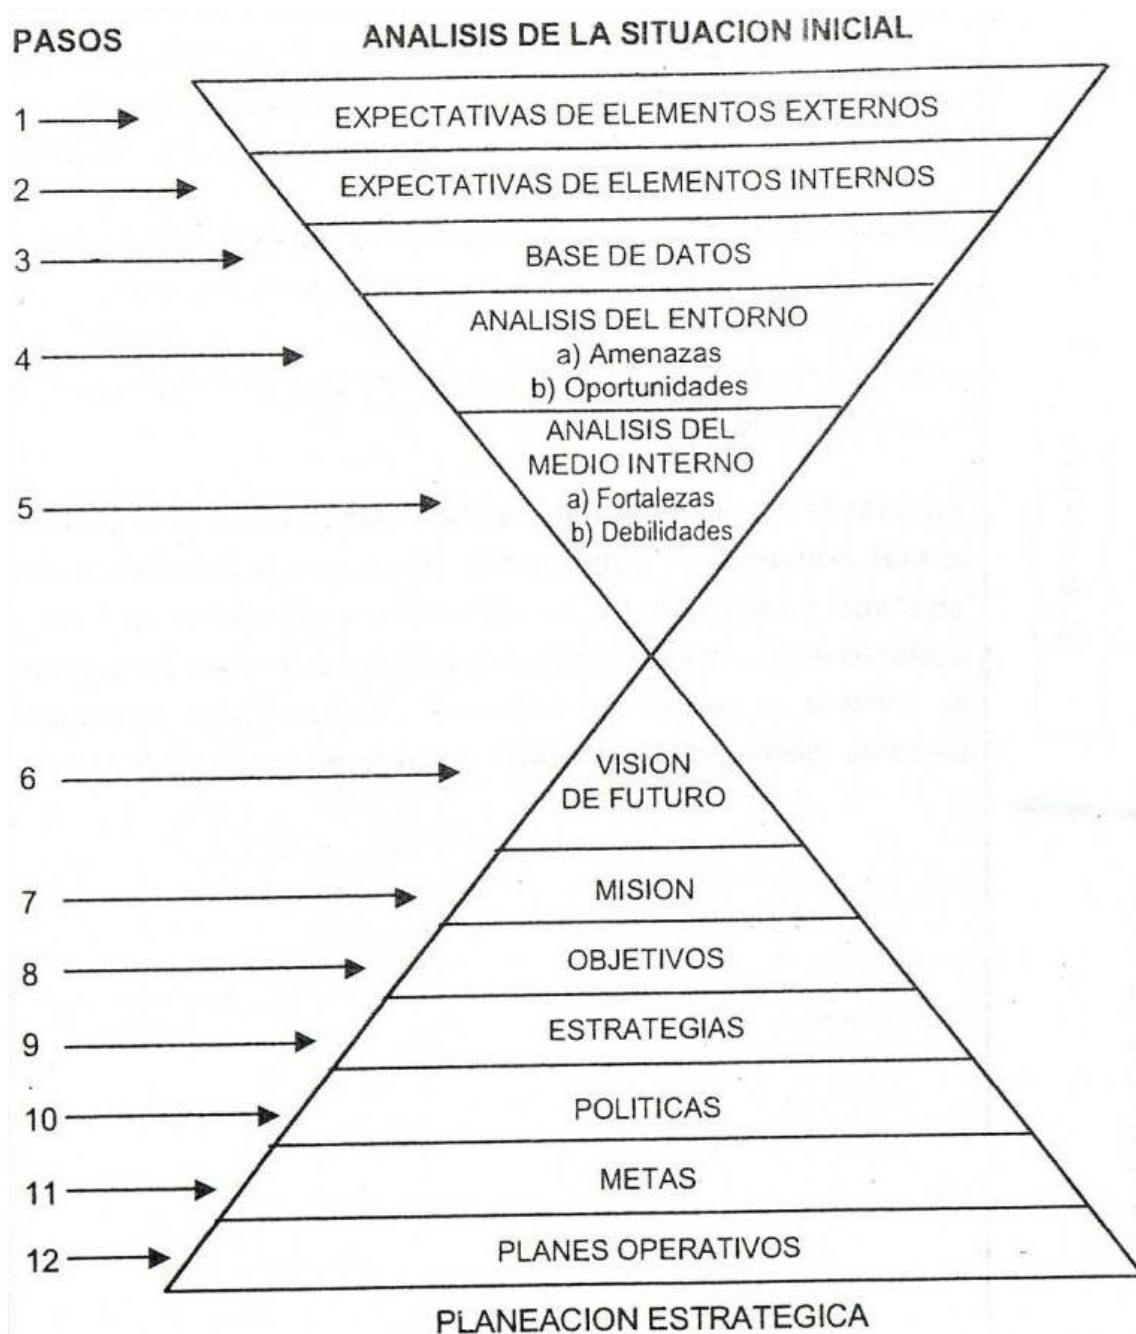 PASOS
ANALISIS DE LA SITUACION INICIAL
1
EXPECTATIVAS DE ELEMENTOS EXTERNOS
2
EXPECTATIVAS DE ELEMENTOS INTERNOS
3
BASE DE DATOS
4
ANALISIS DEL ENTORNO
a) Amenazas
b) Oportunidades
5
ANALISIS DEL
MEDIO INTERNO
a) Fortalezas
b) Debilidades
6
VISION
DE FUTURO
7
MISION
8
OBJETIVOS
9
ESTRATEGIAS
10
POLITICAS
11
METAS
12
PLANES OPERATIVOS
PLANEACION ESTRATEGICA